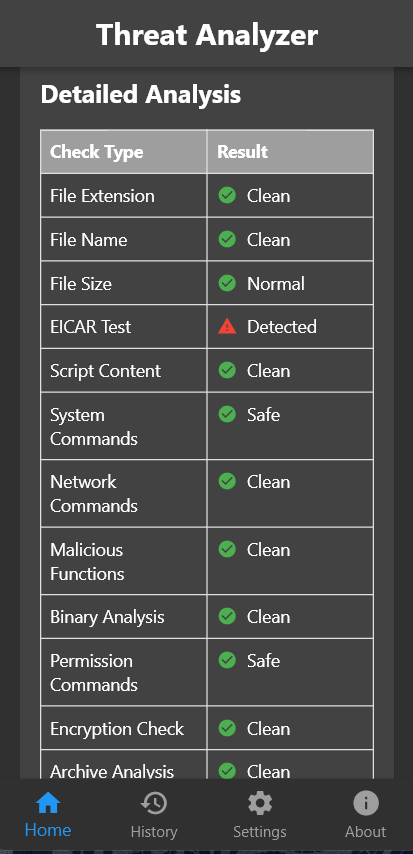 Threat Analyzer
Detailed Analysis
Check Type Result
File Extension Clean
File Name Clean
File Size Normal
EICAR Test Detected
Script Content Clean
System Safe
Commands
Network Clean
Commands
Malicious Clean
Functions
Binary Analysis Clean
Permission Safe
Commands
Encryption Check Clean
Archive Analysis Clean
Home History Settings About